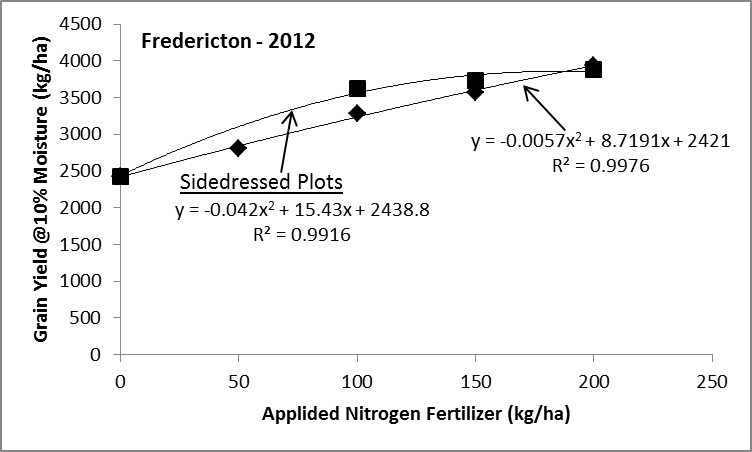 Fredericton - 2012
Grain Yield @10% Moisture (kg/ha)
4500
4000
3500
3000
2500
2000
1500
1000
500
0
y = -0.0057x² + 8.7191x + 2421
R² = 0.9976
Sidedressed Plots
y = -0.042x² + 15.43x + 2438.8
R² = 0.9916
0 50 100 150 200 250
Applided Nitrogen Fertilizer (kg/ha)